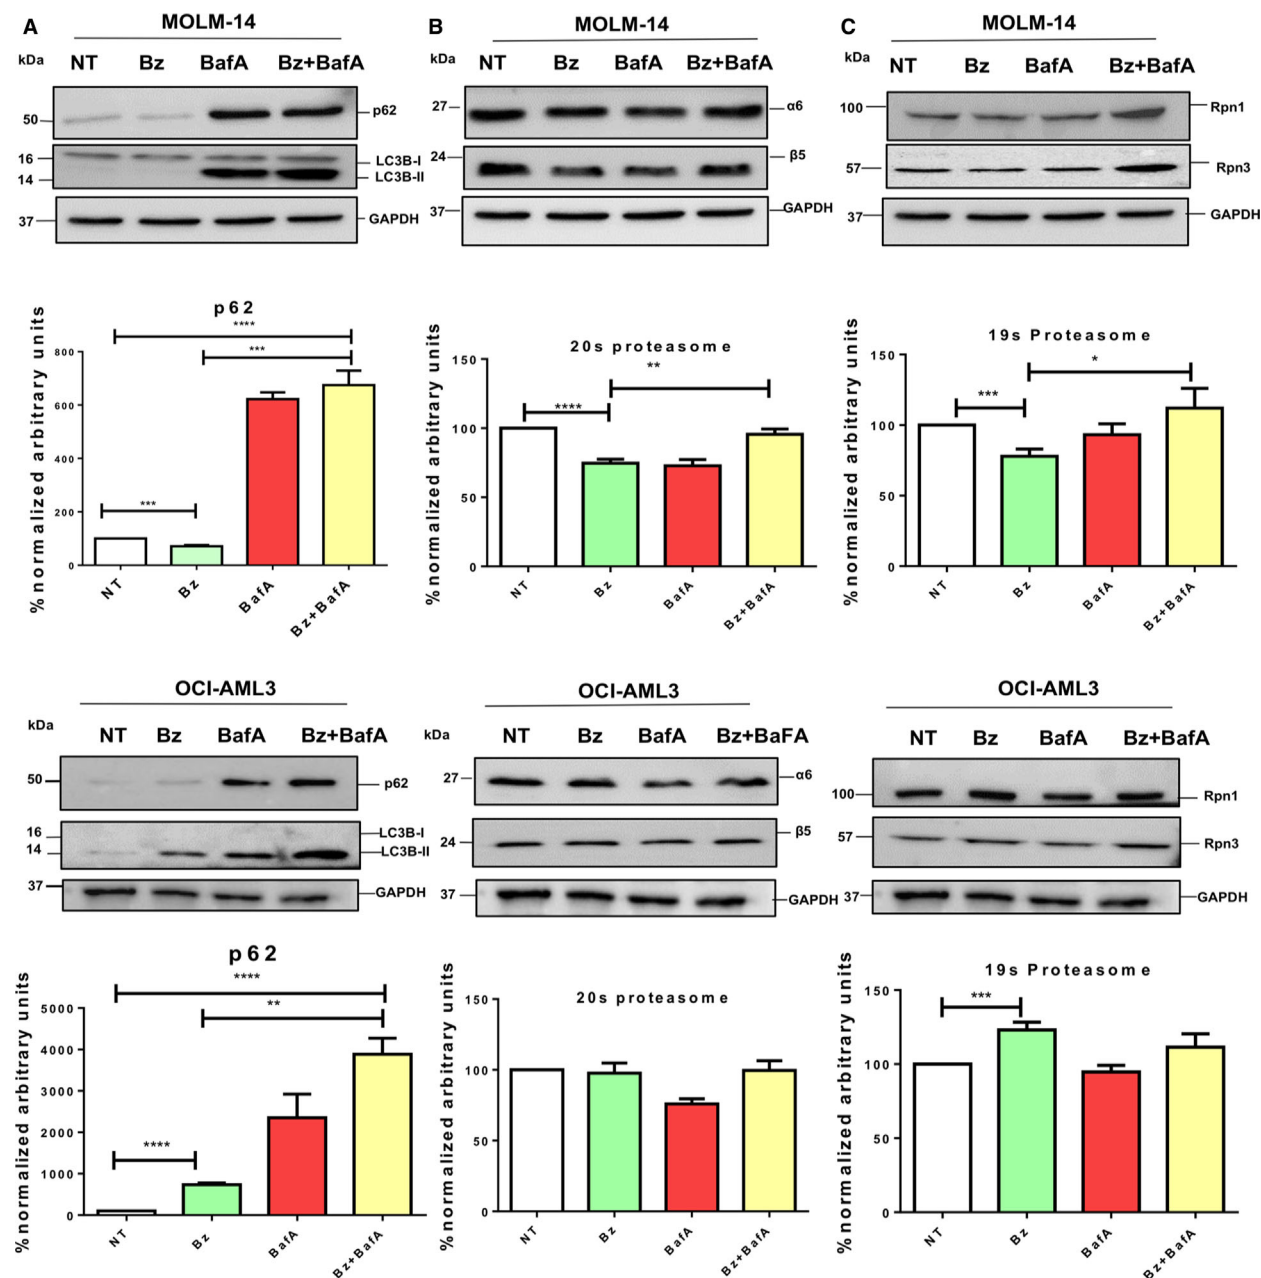 A
MOLM-14
kDa NT Bz BafA Bz+BafA
p62
50
16
LC3B-I
14
LC3B-II
37
GAPDH
B
MOLM-14
kDa NT Bz BafA Bz+BafA
27
α6
24
β5
37
GAPDH
C
MOLM-14
kDa NT Bz BafA Bz+BafA
100
Rpn1
57
Rpn3
37
GAPDH
p62
****
***
***
% normalized arbitrary units
800
600
400
200
0
NT
Bz
BafA
Bz+BafA
20s proteasome
**
****
% normalized arbitrary units
150
100
50
0
NT
Bz
BafA
Bz+BafA
19s Proteasome
*
***
% normalized arbitrary units
150
100
50
0
NT
Bz
BafA
Bz+BafA
OCI-AML3
kDa NT Bz BafA Bz+BafA
50
p62
16
LC3B-I
14
LC3B-II
37
GAPDH
OCI-AML3
kDa NT Bz BafA Bz+BaFA
27
α6
β5
24
37
GAPDH
OCI-AML3
NT Bz BafA Bz+BafA
100
Rpn1
57
Rpn3
37
GAPDH
p62
****
**
****
% normalized arbitrary units
5000
4000
3000
2000
1000
0
NT
Bz
BafA
Bz+BafA
20s proteasome
% normalized arbitrary units
150
100
50
0
NT
Bz
BafA
Bz+BafA
19s Proteasome
***
% normalized arbitrary units
150
100
50
0
NT
Bz
BafA
Bz+BafA